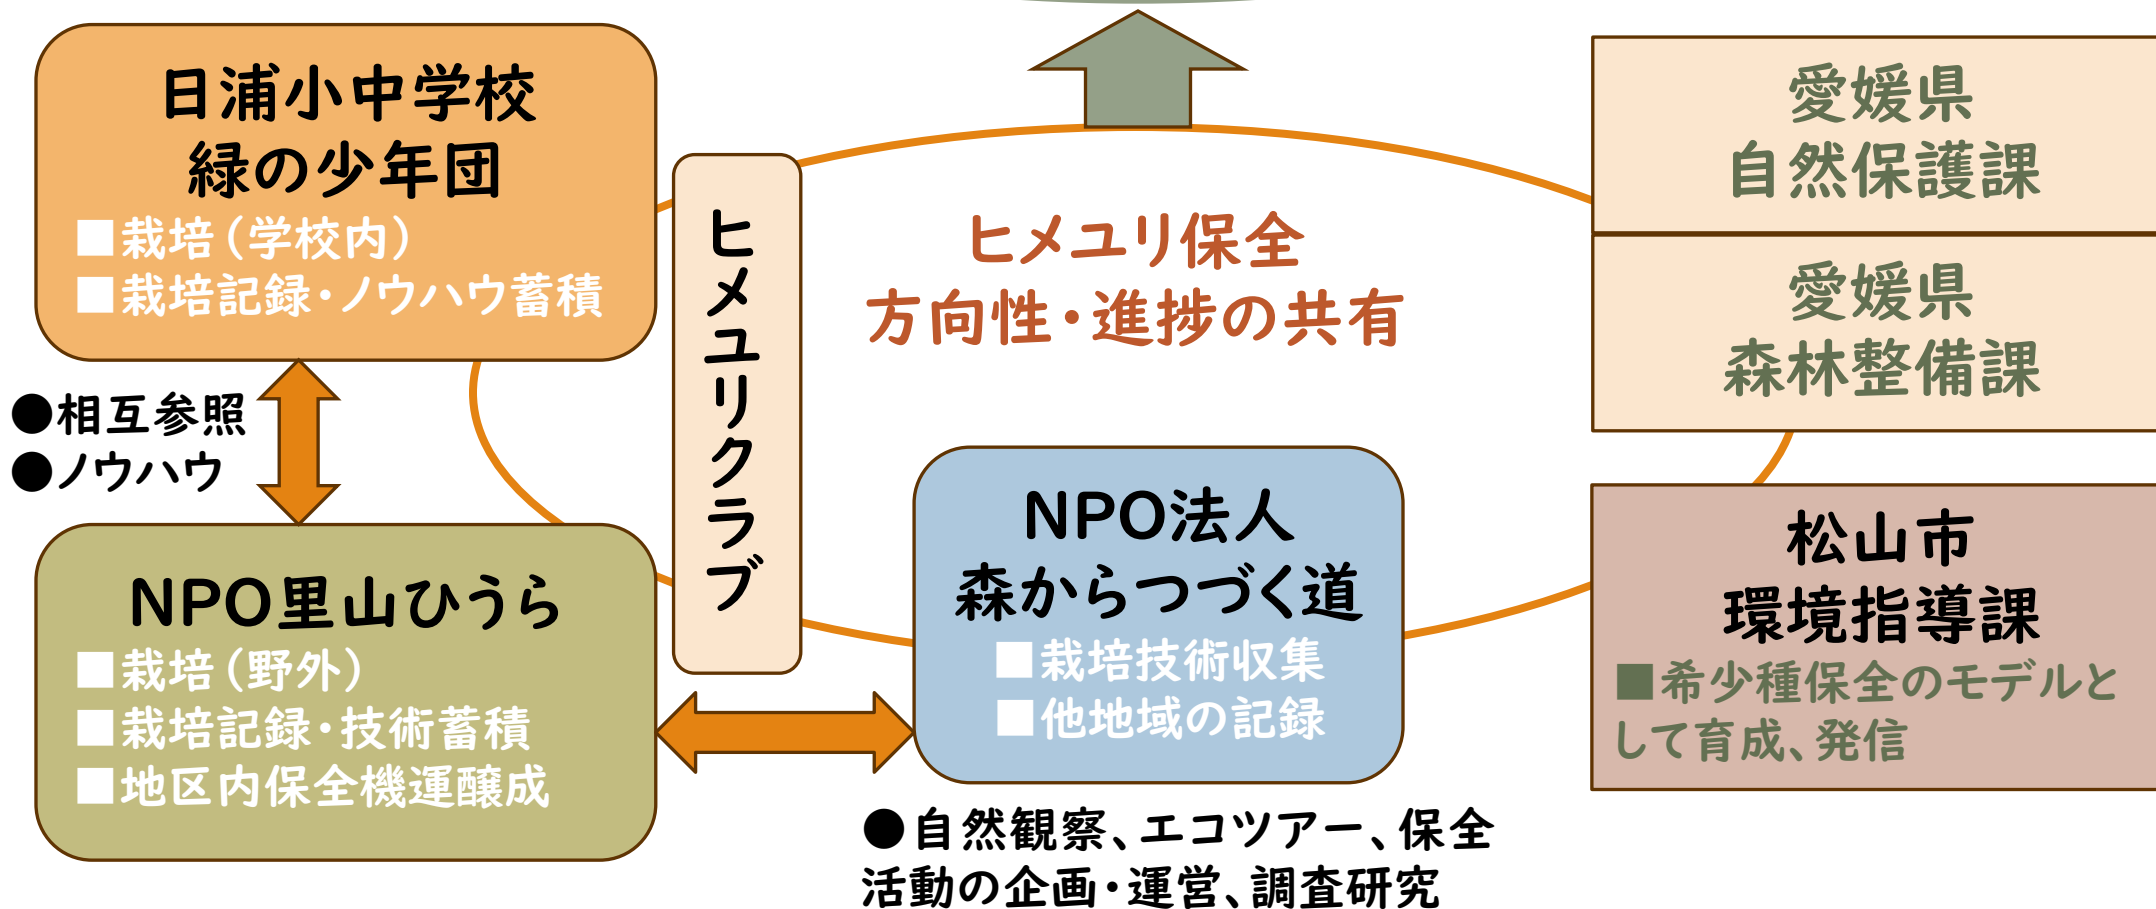 日浦小中学校
緑の少年団
■栽培（学校内）
■栽培記録・ノウハウ蓄積
●相互参照
●ノウハウ
NPO里山ひうら
■栽培（野外）
■栽培記録・技術蓄積
■地区内保全機運醸成
ヒメユリクラブ
ヒメユリ保全
方向性・進捗の共有
NPO法人
森からつづく道
■栽培技術収集
■他地域の記録
●自然観察、エコツアー、保全
活動の企画・運営、調査研究
愛媛県
自然保護課
愛媛県
森林整備課
松山市
環境指導課
■希少種保全のモデルと
して育成、発信